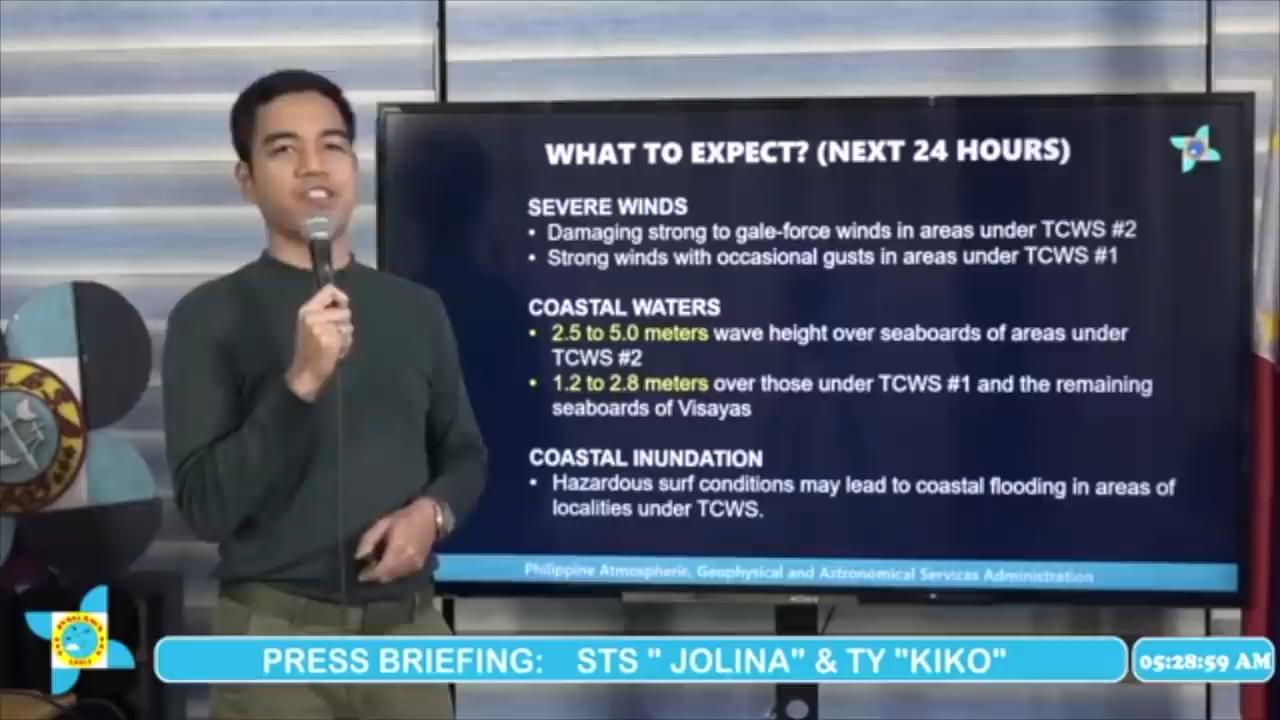 WHAT TO EXPECT? (NEXT 24 HOURS)
SEVERE WINDS
• Damaging strong to gale-force winds in areas under TCWS #2
• Strong winds with occasional gusts in areas under TCWS #1
COASTAL WATERS
• 2.5 to 5.0 meters wave height over seaboards of areas under
TCWS #2
• 1.2 to 2.8 meters over those under TCWS #1 and the remaining
seaboards of Visayas
COASTAL INUNDATION
• Hazardous surf conditions may lead to coastal flooding in areas of
localities under TCWS.
Philippine Atmospheric, Geophysical and Astronomical Services Administration
PRESS BRIEFING: STS " JOLINA" & TY "KIKO"
05:28:59 AM